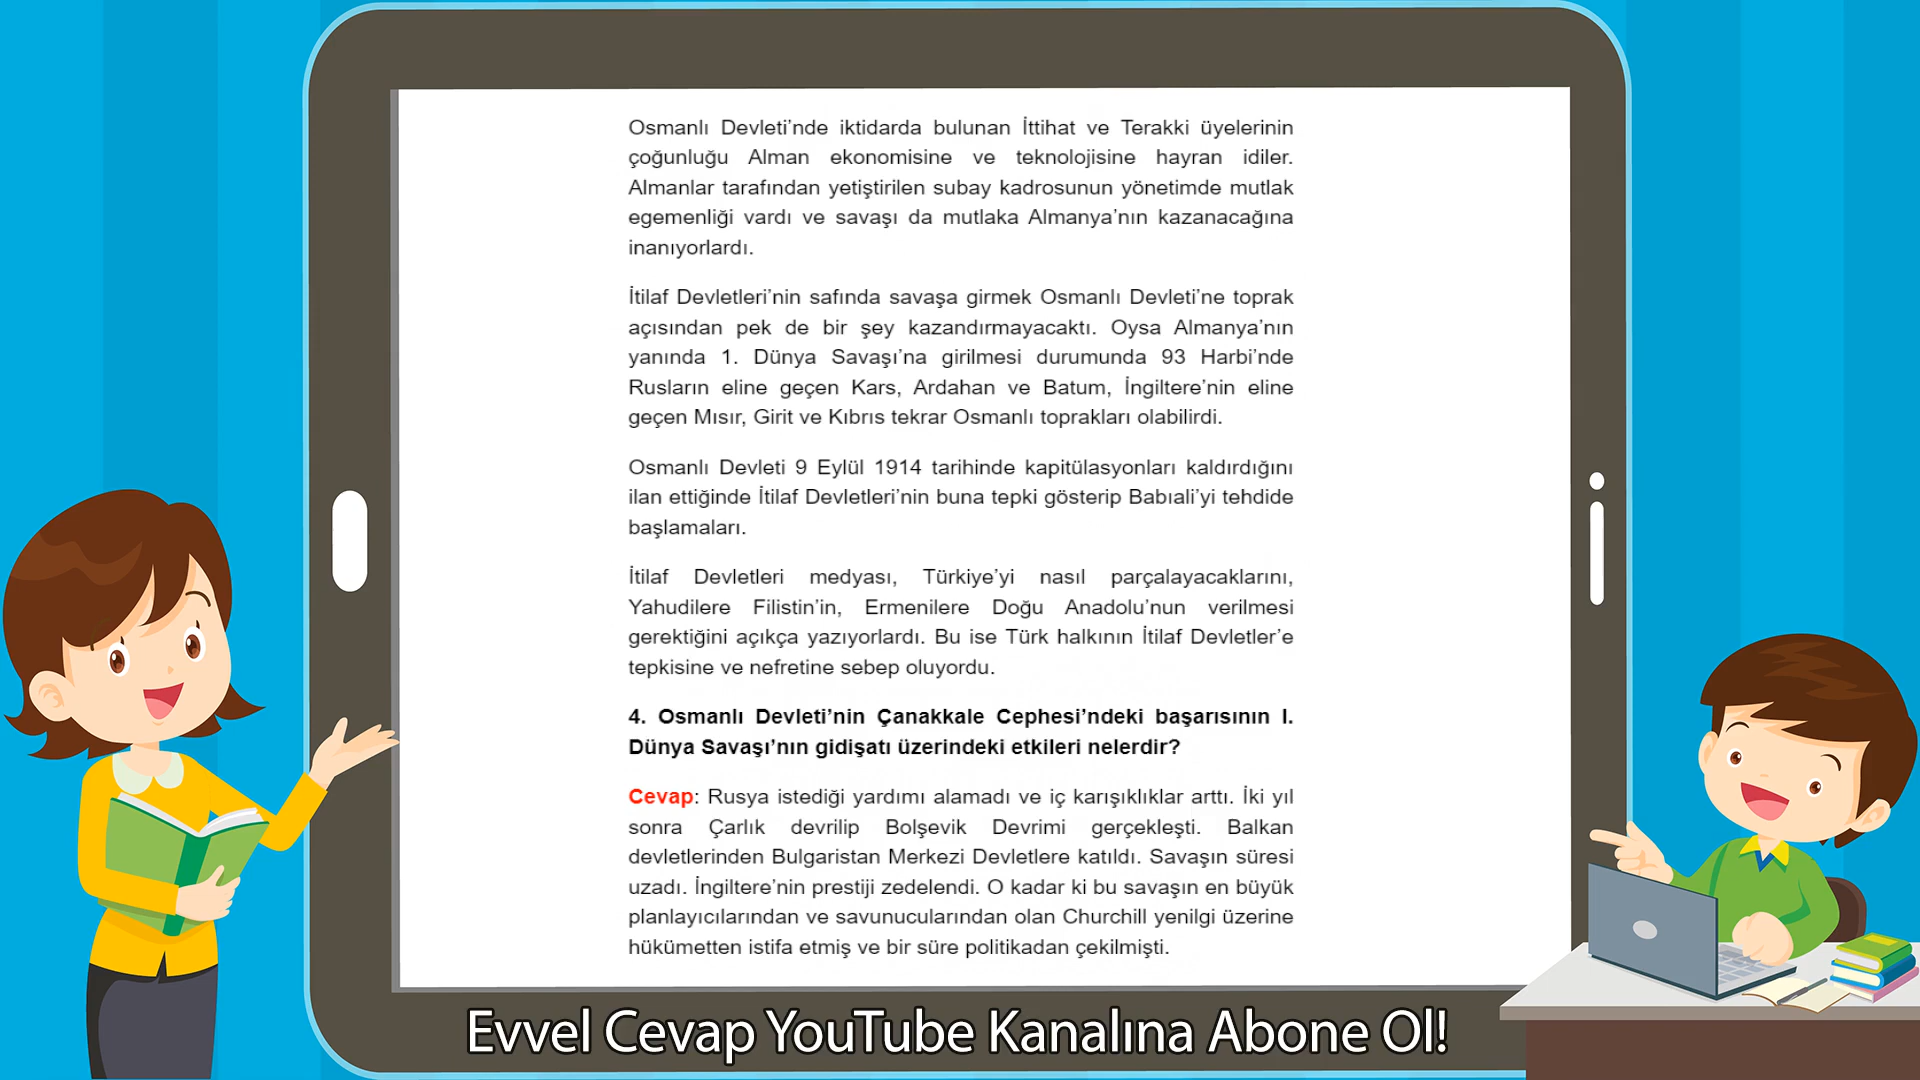 Osmanlı Devleti’nde iktidarda bulunan İttihat ve Terakki üyelerinin
çoğunluğu Alman ekonomisine ve teknolojisine hayran idiler.
Almanlar tarafından yetiştirilen subay kadrosunun yönetimde mutlak
egemenliği vardı ve savaşı da mutlaka Almanya’nın kazanacağına
inanıyorlardı.
İtilaf Devletleri’nin safında savaşa girmek Osmanlı Devleti’ne toprak
açısından pek de bir şey kazandırmayacaktı. Oysa Almanya’nın
yanında 1. Dünya Savaşı’na girilmesi durumunda 93 Harbi’nde
Rusların eline geçen Kars, Ardahan ve Batum, İngiltere’nin eline
geçen Mısır, Girit ve Kıbrıs tekrar Osmanlı toprakları olabilirdi.
Osmanlı Devleti 9 Eylül 1914 tarihinde kapitülasyonları kaldırdığını
ilan ettiğinde İtilaf Devletleri’nin buna tepki gösterip Babıali’yi tehdide
başlamaları.
İtilaf Devletleri medyası, Türkiye’yi nasıl parçalayacaklarını,
Yahudilere Filistin’in, Ermenilere Doğu Anadolu’nun verilmesi
gerektiğini açıkça yazıyorlardı. Bu ise Türk halkının İtilaf Devletler’e
tepkisine ve nefretine sebep oluyordu.
4. Osmanlı Devleti’nin Çanakkale Cephesi’ndeki başarısının I.
Dünya Savaşı’nın gidişatı üzerindeki etkileri nelerdir?
Cevap: Rusya istediği yardımı alamadı ve iç karışıklıklar arttı. İki yıl
sonra Çarlık devrilip Bolşevik Devrimi gerçekleşti. Balkan
devletlerinden Bulgaristan Merkezi Devletlere katıldı. Savaşın süresi
uzadı. İngiltere’nin prestiji zedelendi. O kadar ki bu savaşın en büyük
planlayıcılarından ve savunucularından olan Churchill yenilgi üzerine
hükümetten istifa etmiş ve bir süre politikadan çekilmişti.
Evvel Cevap YouTube Kanalına Abone Ol!